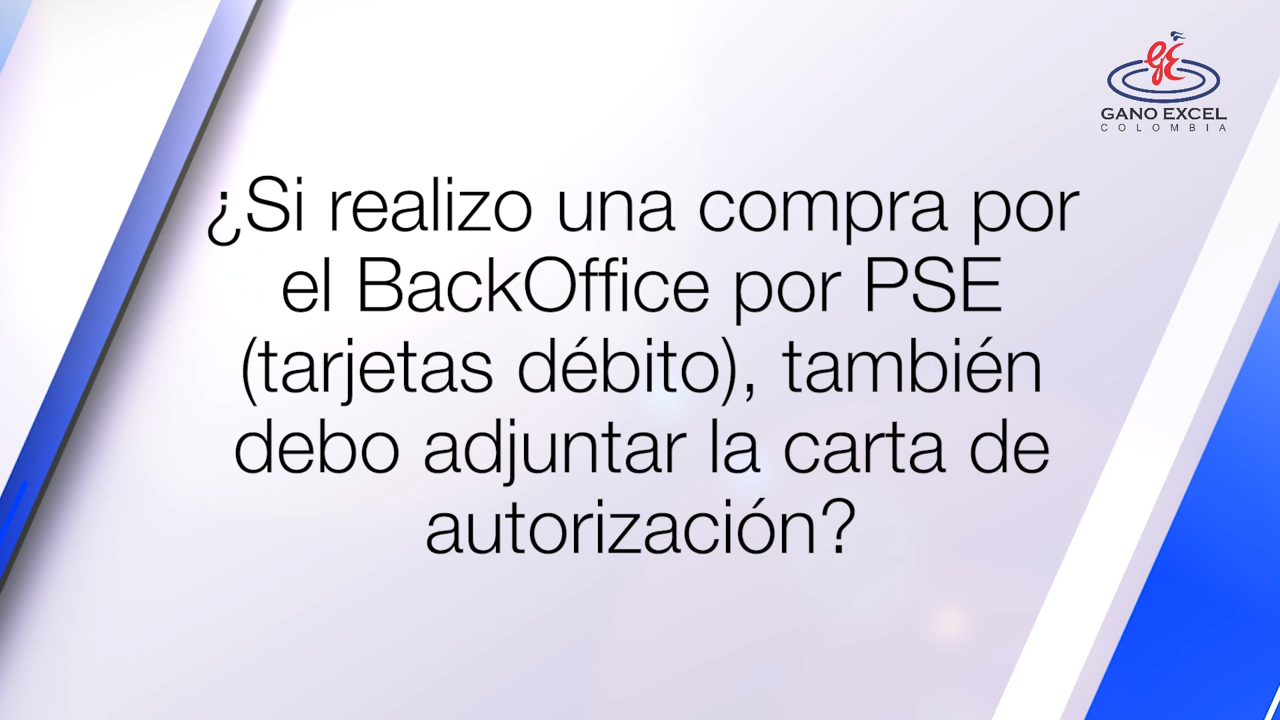 GE
GANO EXCEL
COLOMBIA
¿Si realizo una compra por
el BackOffice por PSE
(tarjetas débito), también
debo adjuntar la carta de
autorización?